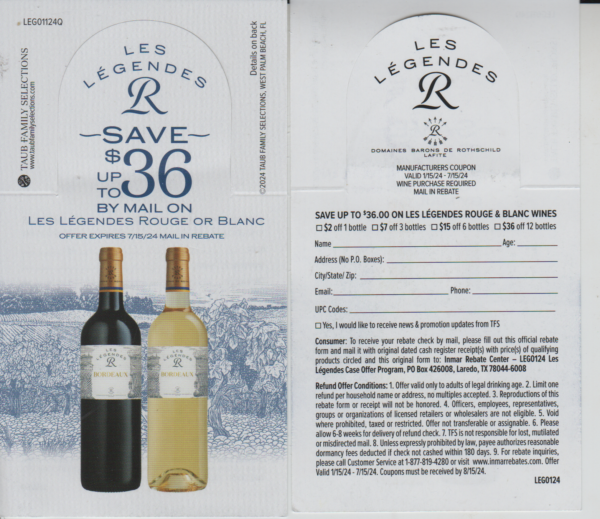 LEG01124Q
TAUB FAMILY SELECTIONS
www.taubfamilyselections.com
LES
LÉGENDES
R
Details on back
©2024 TAUB FAMILY SELECTIONS, WEST PALM BEACH, FL
SAVE
UP TO $36
BY MAIL ON
LES LÉGENDES ROUGE OR BLANC
OFFER EXPIRES 7/15/24 MAIL IN REBATE
LES
LÉGENDES
R
BORDEAUX
LES
LÉGENDES
R
BORDEAUX
LES
LÉGENDES
R
R
DOMAINES BARONS DE ROTHSCHILD
LAFITE
MANUFACTURERS COUPON
VALID 1/15/24 - 7/15/24
WINE PURCHASE REQUIRED
MAIL IN REBATE
SAVE UP TO $36.00 ON LES LÉGENDES ROUGE & BLANC WINES
☐ $2 off 1 bottle ☐ $7 off 3 bottles ☐ $15 off 6 bottles ☐ $36 off 12 bottles
Name Age:
Address (No P.O. Boxes):
City/State/ Zip:
Email: Phone:
UPC Codes:
☐ Yes, I would like to receive news & promotion updates from TFS
Consumer: To receive your rebate check by mail, please fill out this official rebate
form and mail it with original dated cash register receipt(s) with price(s) of qualifying
products circled and this original form to: Inmar Rebate Center – LEG0124 Les
Légendes Case Offer Program, PO Box 426008, Laredo, TX 78044-6008
Refund Offer Conditions: 1. Offer valid only to adults of legal drinking age. 2. Limit one
refund per household name or address, no multiples accepted. 3. Reproductions of this
rebate form or receipt will not be honored. 4. Officers, employees, representatives,
groups or organizations of licensed retailers or wholesalers are not eligible. 5. Void
where prohibited, taxed or restricted. Offer not transferable or assignable. 6. Please
allow 6-8 weeks for delivery of refund check. 7. TFS is not responsible for lost, mutilated
or misdirected mail. 8. Unless expressly prohibited by law, payee authorizes reasonable
dormancy fees deducted if check not cashed within 180 days. 9. For rebate inquiries,
please call Customer Service at 1-877-819-4280 or visit www.inmarrebates.com. Offer
Valid 1/15/24 - 7/15/24. Coupons must be received by 8/15/24.
LEG0124